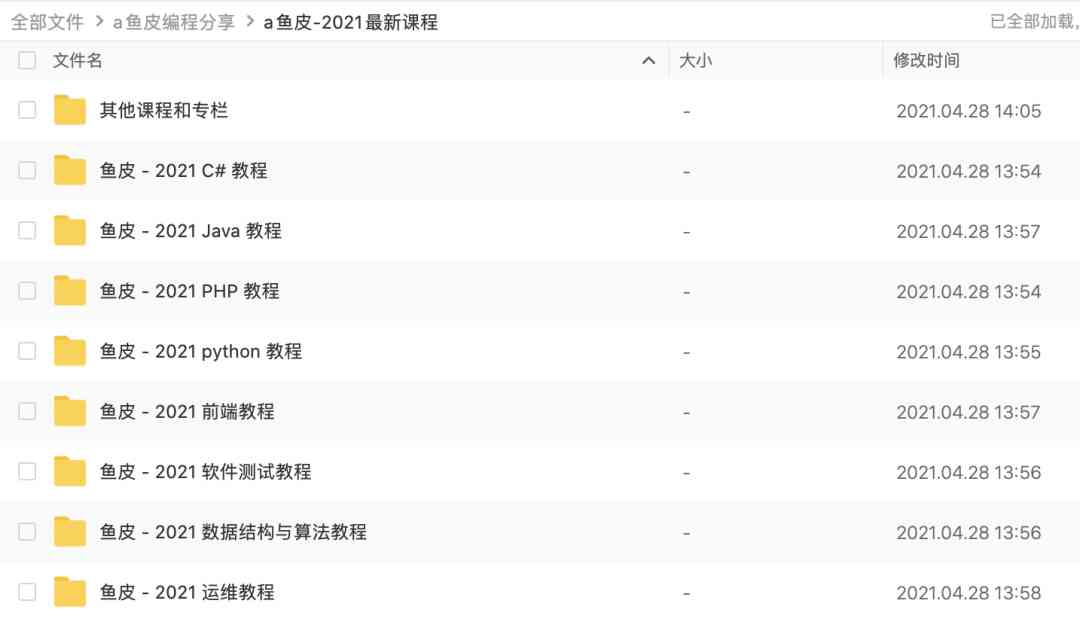 全部文件 > a鱼皮编程分享 > a鱼皮-2021最新课程 已全部加载,
文件名 大小 修改时间
其他课程和专栏 - 2021.04.28 14:05
鱼皮 - 2021 C# 教程 - 2021.04.28 13:54
鱼皮 - 2021 Java 教程 - 2021.04.28 13:57
鱼皮 - 2021 PHP 教程 - 2021.04.28 13:54
鱼皮 - 2021 python 教程 - 2021.04.28 13:55
鱼皮 - 2021 前端教程 - 2021.04.28 13:57
鱼皮 - 2021 软件测试教程 - 2021.04.28 13:56
鱼皮 - 2021 数据结构与算法教程 - 2021.04.28 13:56
鱼皮 - 2021 运维教程 - 2021.04.28 13:58